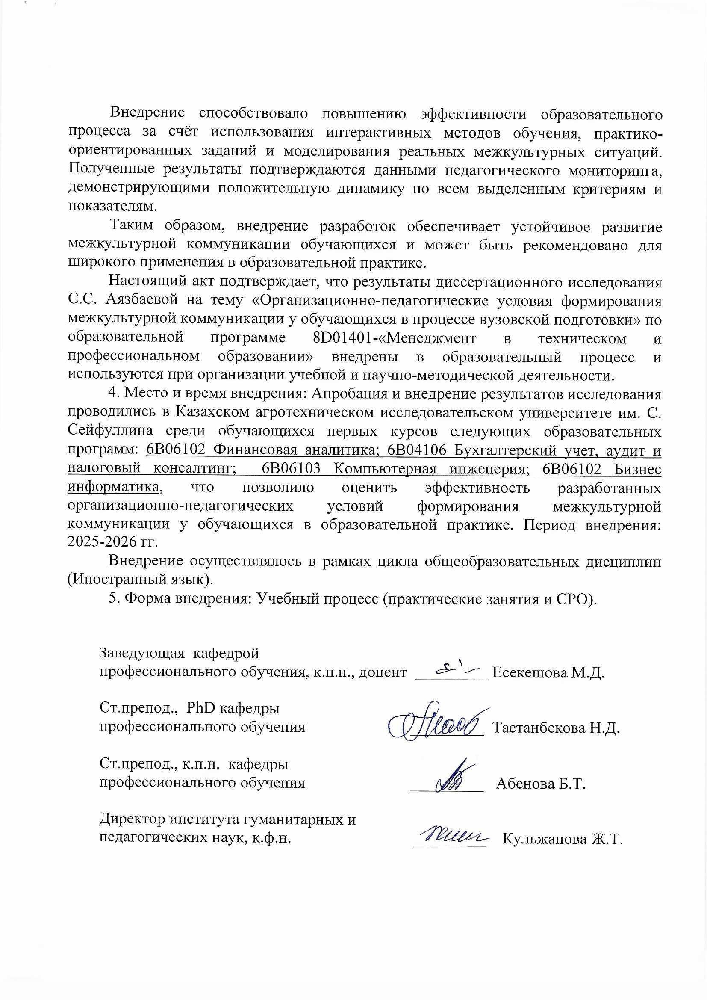 Внедрение способствовало повышению эффективности образовательного
процесса за счёт использования интерактивных методов обучения, практико-
ориентированных заданий и моделирования реальных межкультурных ситуаций.
Полученные результаты подтверждаются данными педагогического мониторинга,
демонстрирующими положительную динамику по всем выделенным критериям и
показателям.
Таким образом, внедрение разработок обеспечивает устойчивое развитие
межкультурной коммуникации обучающихся и может быть рекомендовано для
широкого применения в образовательной практике.
Настоящий акт подтверждает, что результаты диссертационного исследования
С.С. Аязбаевой на тему «Организационно-педагогические условия формирования
межкультурной коммуникации у обучающихся в процессе вузовской подготовки» по
образовательной программе 8D01401-«Менеджмент в техническом и
профессиональном образовании» внедрены в образовательный процесс и
используются при организации учебной и научно-методической деятельности.
4. Место и время внедрения: Апробация и внедрение результатов исследования
проводились в Казахском агротехническом исследовательском университете им. С.
Сейфуллина среди обучающихся первых курсов следующих образовательных
программ: 6В06102 Финансовая аналитика; 6В04106 Бухгалтерский учет, аудит и
налоговый консалтинг; 6В06103 Компьютерная инженерия; 6В06102 Бизнес
информатика, что позволило оценить эффективность разработанных
организационно-педагогических условий формирования межкультурной
коммуникации у обучающихся в образовательной практике. Период внедрения:
2025-2026 гг.
Внедрение осуществлялось в рамках цикла общеобразовательных дисциплин
(Иностранный язык).
5. Форма внедрения: Учебный процесс (практические занятия и СРО).
Заведующая кафедрой
профессионального обучения, к.п.н., доцент Есекешова М.Д.
Ст.препод., PhD кафедры
профессионального обучения Тастанбекова Н.Д.
Ст.препод., к.п.н. кафедры
профессионального обучения Абенова Б.Т.
Директор института гуманитарных и
педагогических наук, к.ф.н. Кульжанова Ж.Т.